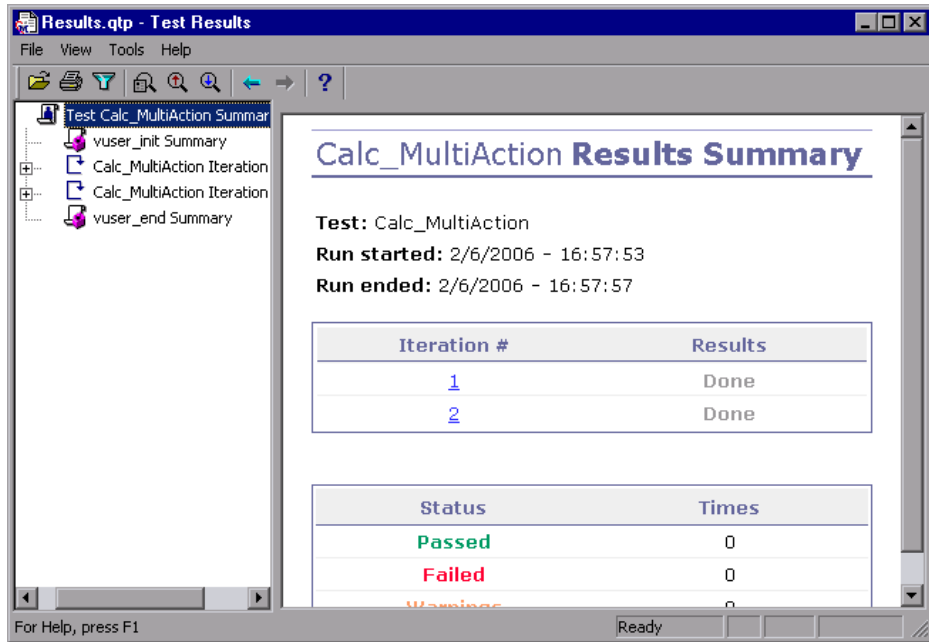 Results.qtp - Test Results
File View Tools Help
?
Test Calc_MultiAction Summar
vuser_init Summary
Calc_MultiAction Iteration
Calc_MultiAction Iteration
vuser_end Summary
Calc_MultiAction Results Summary
Test: Calc_MultiAction
Run started: 2/6/2006 - 16:57:53
Run ended: 2/6/2006 - 16:57:57
Iteration # Results
1 Done
2 Done
Status Times
Passed 0
Failed 0
Warnings 0
For Help, press F1 Ready